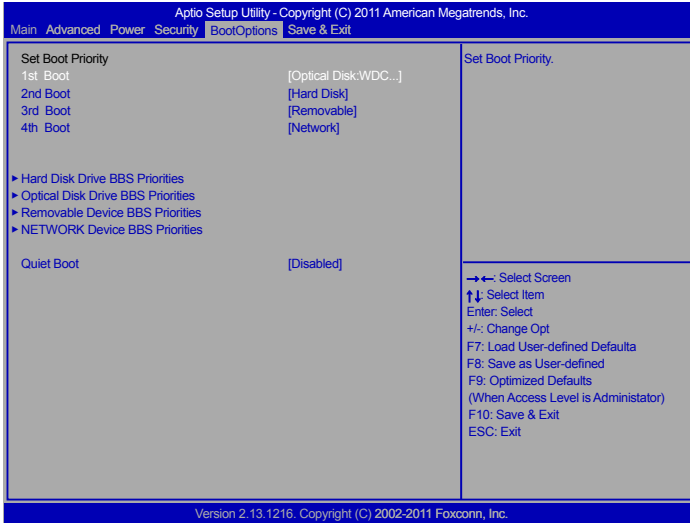 Aptio Setup Utility - Copyright (C) 2011 American Megatrends, Inc.
Main Advanced Power Security BootOptions Save & Exit
Set Boot Priority
1st Boot [Optical Disk:WDC...]
2nd Boot [Hard Disk]
3rd Boot [Removable]
4th Boot [Network]
► Hard Disk Drive BBS Priorities
► Optical Disk Drive BBS Priorities
► Removable Device BBS Priorities
► NETWORK Device BBS Priorities
Quiet Boot [Disabled]
Set Boot Priority.
→←: Select Screen
↑↓: Select Item
Enter: Select
+/-: Change Opt
F7: Load User-defined Defaulta
F8: Save as User-defined
F9: Optimized Defaults
(When Access Level is Administator)
F10: Save & Exit
ESC: Exit
Version 2.13.1216. Copyright (C) 2002-2011 Foxconn, Inc.